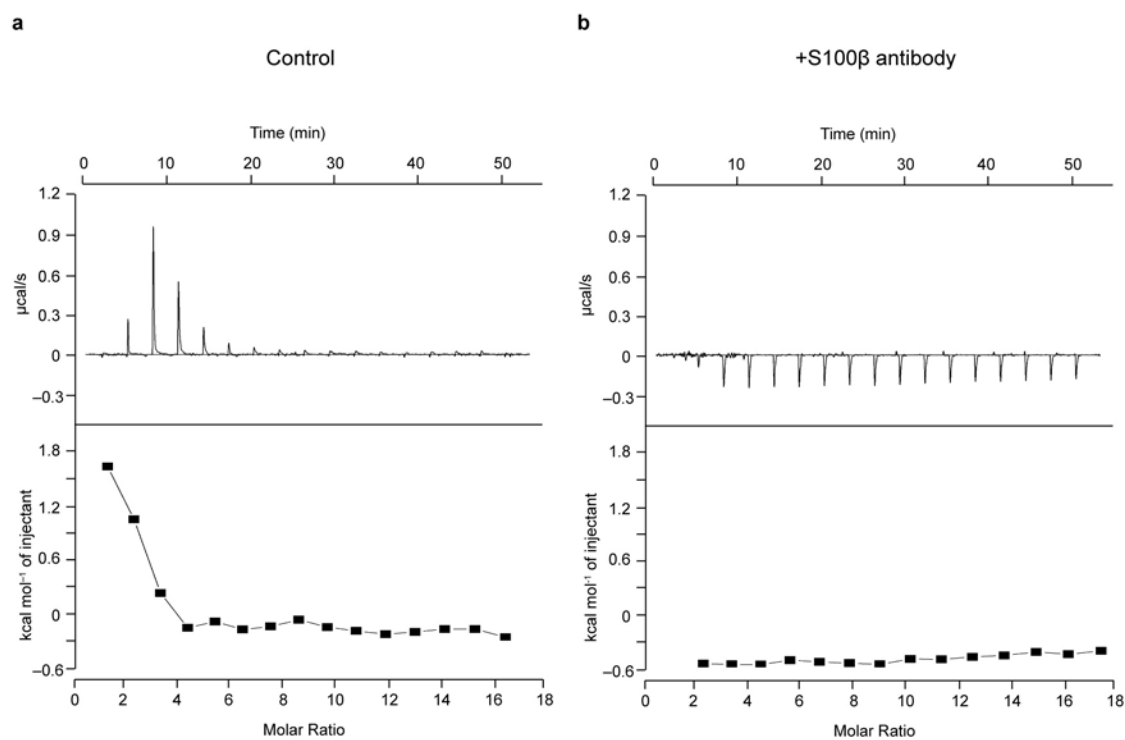 a
Control
Time (min)
0 10 20 30 40 50
1.2
0.9
0.6
0.3
0
–0.3
µcal/s
1.8
1.2
0.6
0
–0.6
kcal mol⁻¹ of injectant
0 2 4 6 8 10 12 14 16 18
Molar Ratio
b
+S100β antibody
Time (min)
0 10 20 30 40 50
1.2
0.9
0.6
0.3
0
–0.3
µcal/s
1.8
1.2
0.6
0
–0.6
kcal mol⁻¹ of injectant
0 2 4 6 8 10 12 14 16 18
Molar Ratio